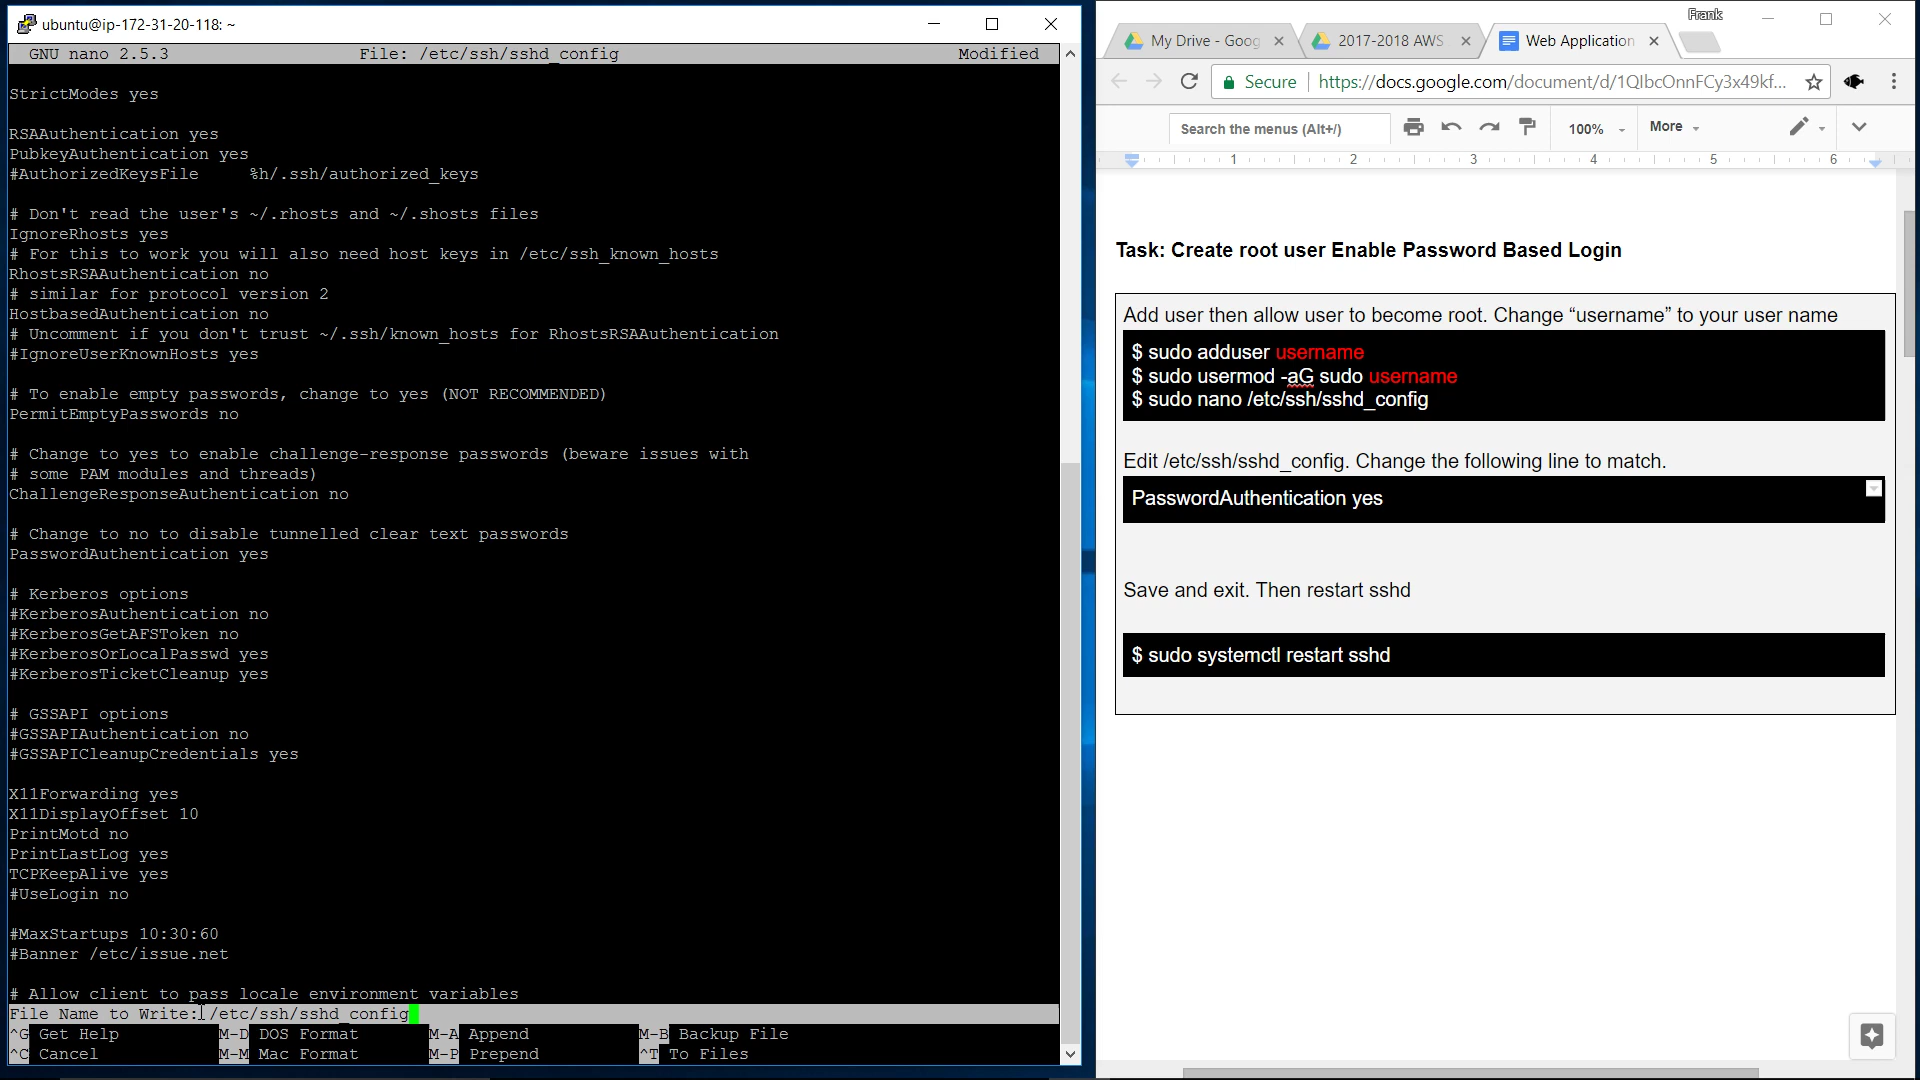 ubuntu@ip-172-31-20-118: ~
GNU nano 2.5.3 File: /etc/ssh/sshd_config Modified
StrictModes yes
RSAAuthentication yes
PubkeyAuthentication yes
#AuthorizedKeysFile %h/.ssh/authorized_keys
# Don't read the user's ~/.rhosts and ~/.shosts files
IgnoreRhosts yes
# For this to work you will also need host keys in /etc/ssh_known_hosts
RhostsRSAAuthentication no
# similar for protocol version 2
HostbasedAuthentication no
# Uncomment if you don't trust ~/.ssh/known_hosts for RhostsRSAAuthentication
#IgnoreUserKnownHosts yes
# To enable empty passwords, change to yes (NOT RECOMMENDED)
PermitEmptyPasswords no
# Change to yes to enable challenge-response passwords (beware issues with
# some PAM modules and threads)
ChallengeResponseAuthentication no
# Change to no to disable tunnelled clear text passwords
PasswordAuthentication yes
# Kerberos options
#KerberosAuthentication no
#KerberosGetAFSToken no
#KerberosOrLocalPasswd yes
#KerberosTicketCleanup yes
# GSSAPI options
#GSSAPIAuthentication no
#GSSAPICleanupCredentials yes
X11Forwarding yes
X11DisplayOffset 10
PrintMotd no
PrintLastLog yes
TCPKeepAlive yes
#UseLogin no
#MaxStartups 10:30:60
#Banner /etc/issue.net
# Allow client to pass locale environment variables
File Name to Write: /etc/ssh/sshd_config
^G Get Help M-D DOS Format M-A Append M-B Backup File
^C Cancel M-M Mac Format M-P Prepend ^T To Files
Frank
My Drive - Goog
2017-2018 AWS
Web Application
Secure https://docs.google.com/document/d/1QIbcOnnFCy3x49kf...
Search the menus (Alt+/) 100% More
1 2 3 4 5 6
Task: Create root user Enable Password Based Login
Add user then allow user to become root. Change “username” to your user name
$ sudo adduser username
$ sudo usermod -aG sudo username
$ sudo nano /etc/ssh/sshd_config
Edit /etc/ssh/sshd_config. Change the following line to match.
PasswordAuthentication yes
Save and exit. Then restart sshd
$ sudo systemctl restart sshd